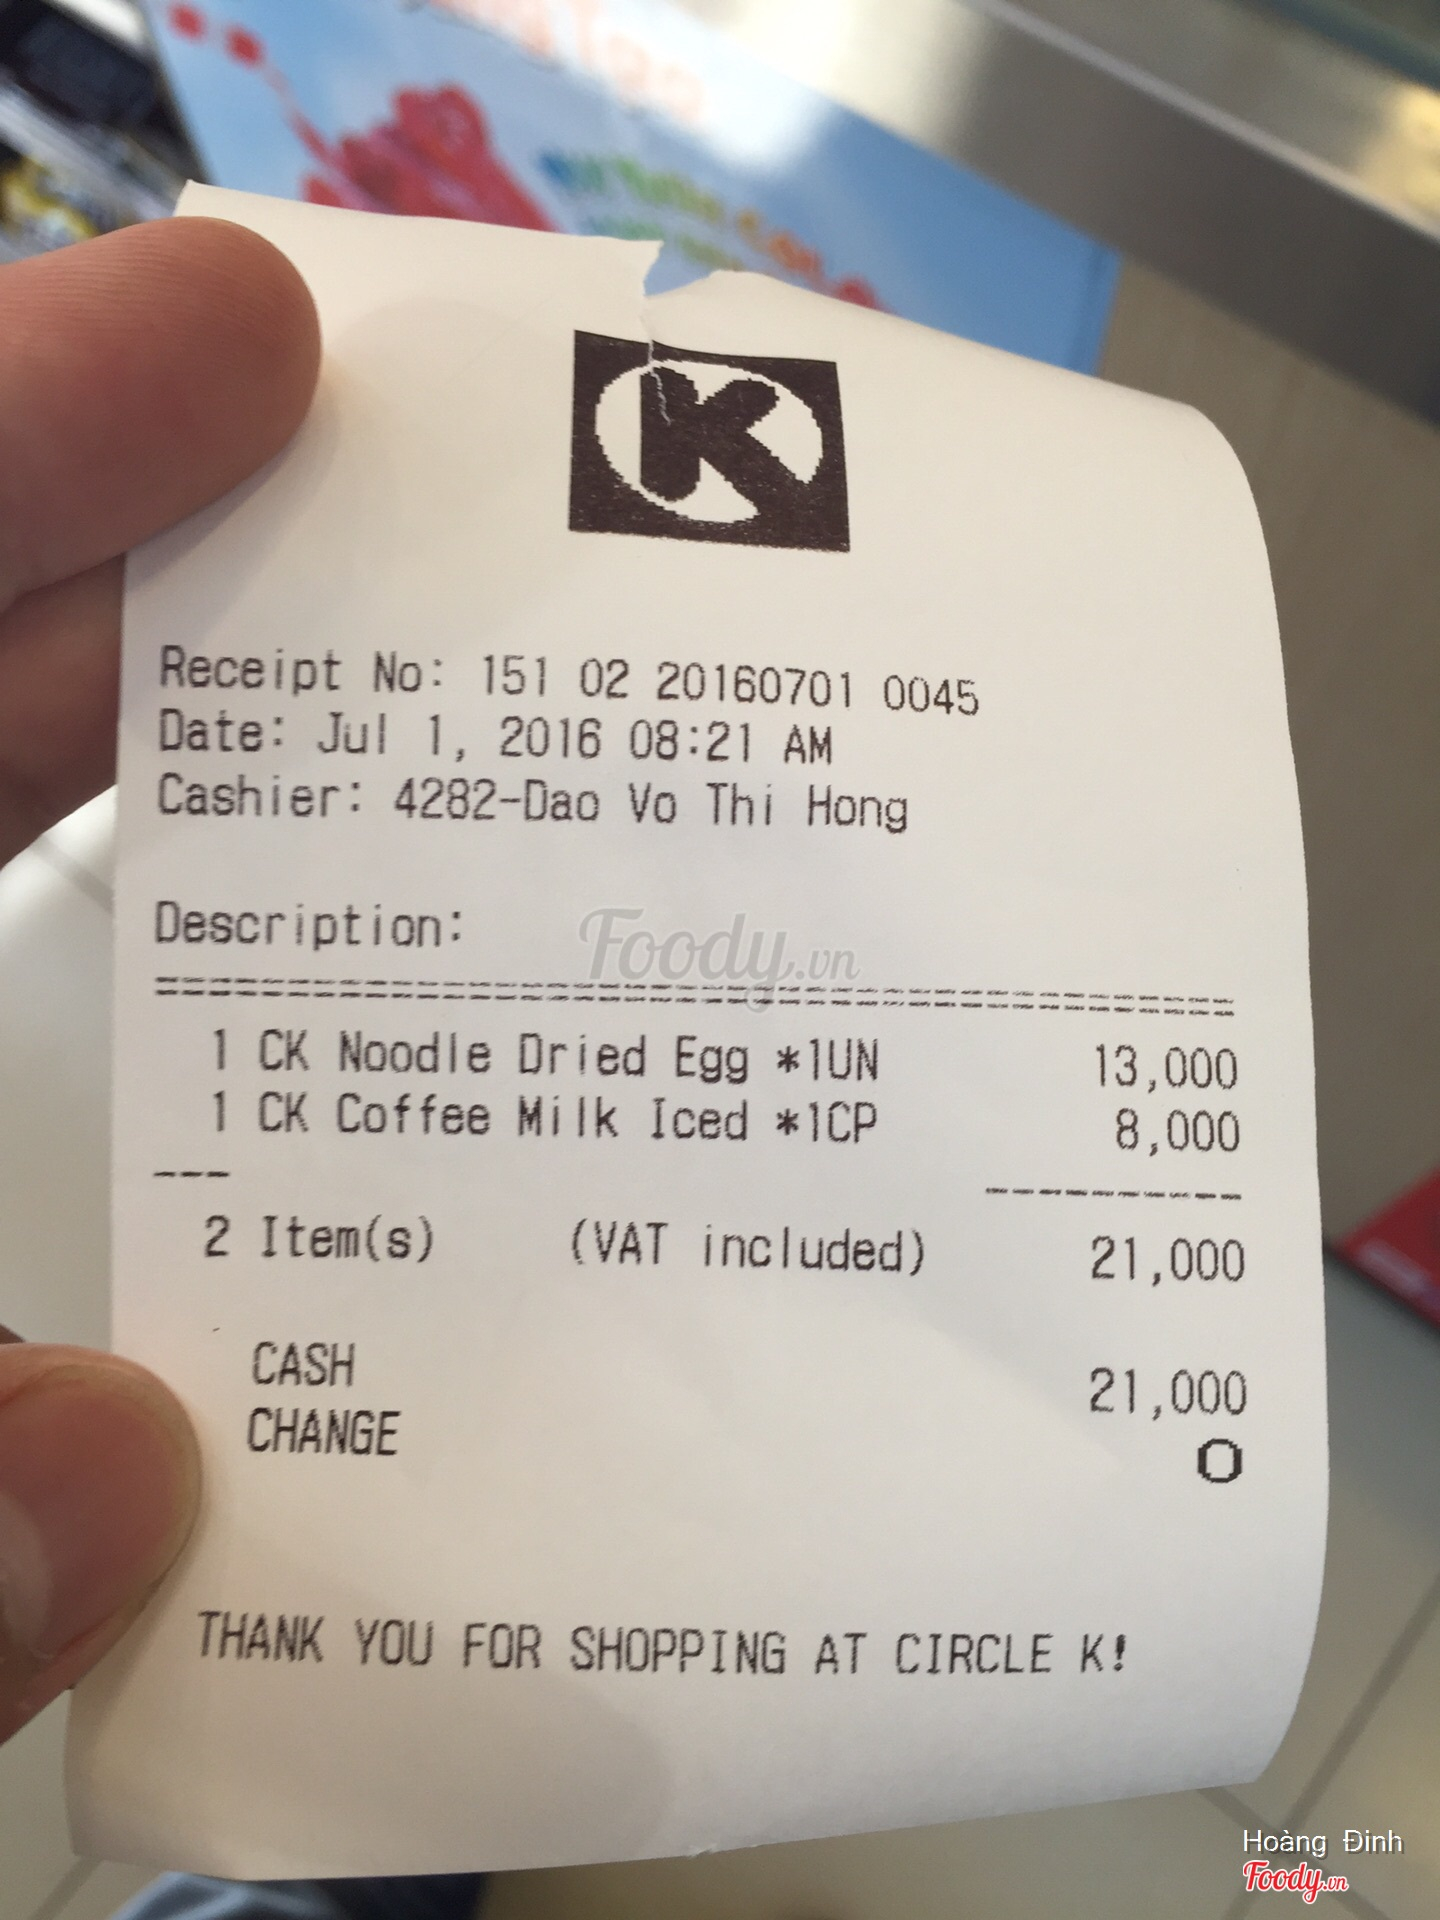 K
Receipt No: 151 02 20160701 0045
Date: Jul 1, 2016 08:21 AM
Cashier: 4282-Dao Vo Thi Hong
Description:
Foody.vn
1 CK Noodle Dried Egg *1UN 13,000
1 CK Coffee Milk Iced *1CP 8,000
2 Item(s) (VAT included) 21,000
CASH 21,000
CHANGE 0
THANK YOU FOR SHOPPING AT CIRCLE K!
Hoàng Đinh
Foody.vn